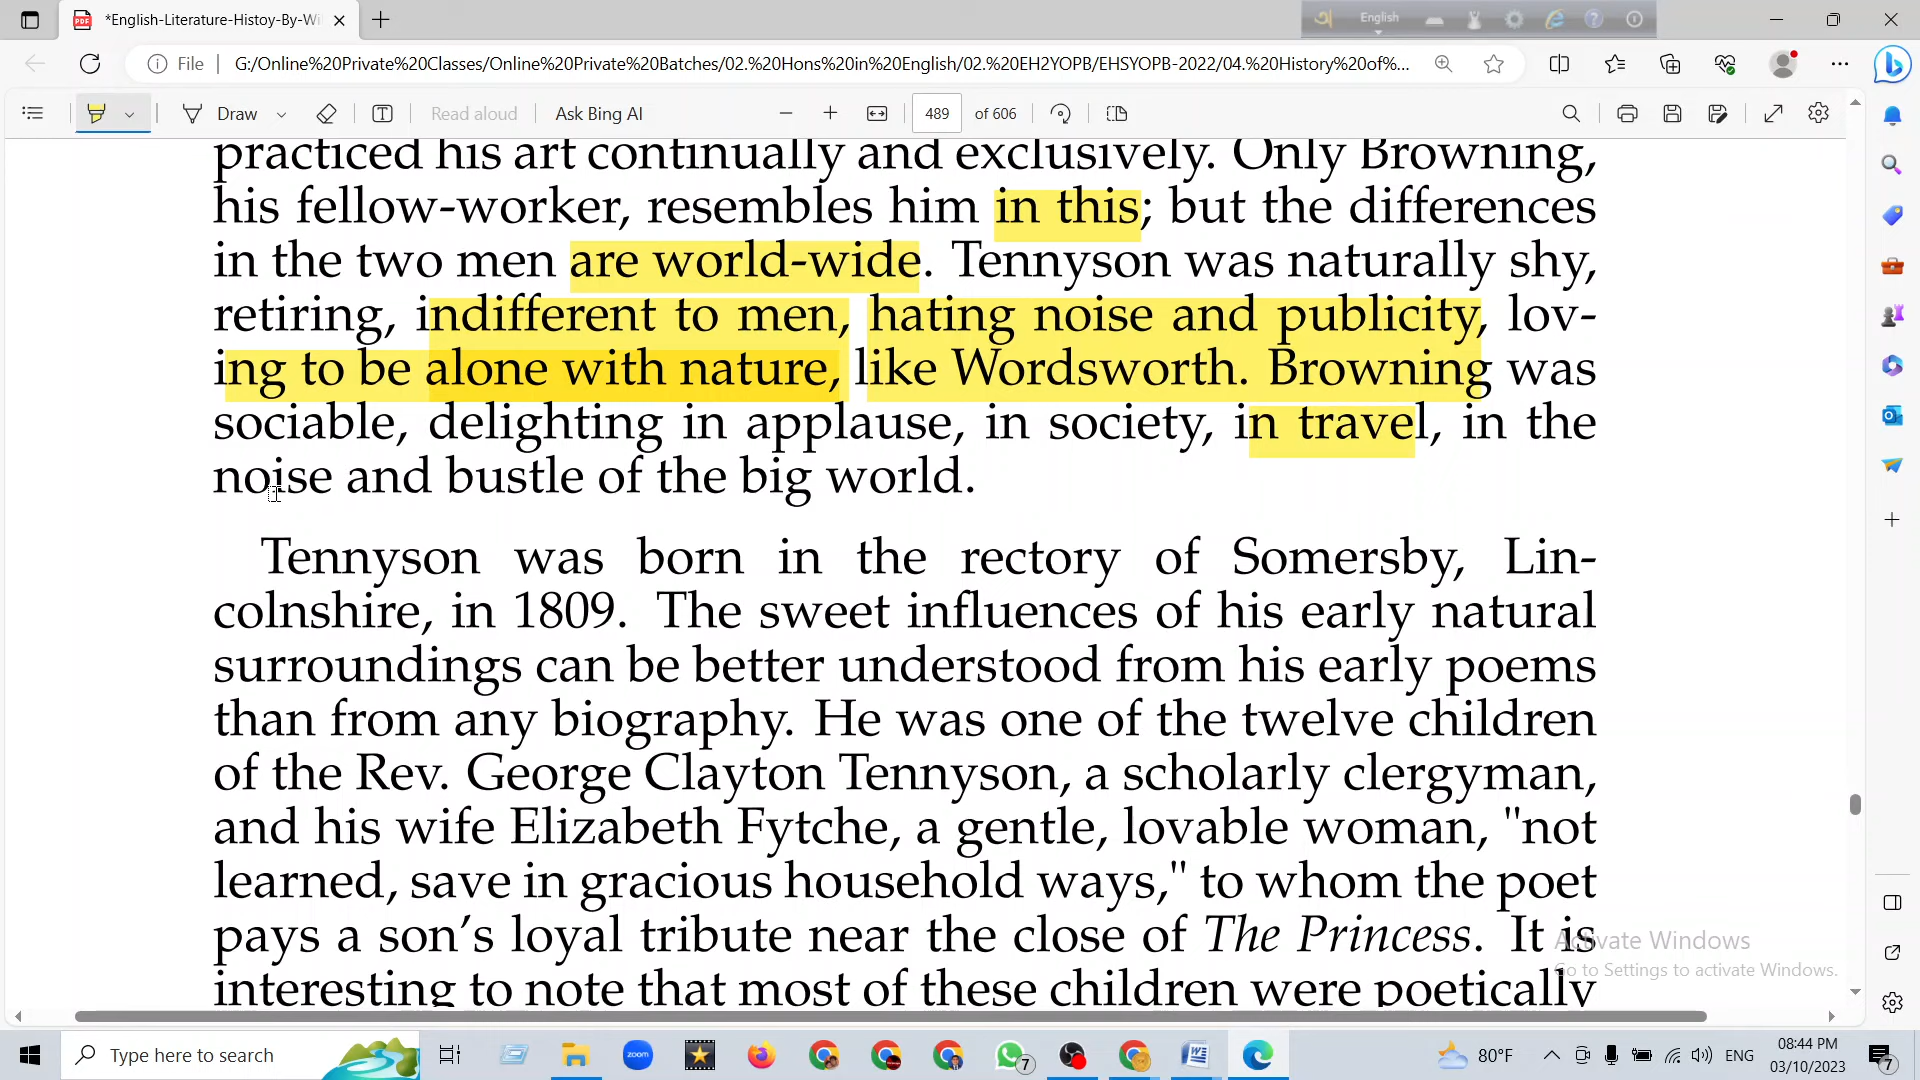 *English-Literature-Histoy-By-Wi
English
File
G:/Online%20Private%20Classes/Online%20Private%20Batches/02.%20Hons%20in%20English/02.%20EH2YOPB/EHSYOPB-2022/04.%20History%20of%...
Draw
Read aloud
Ask Bing AI
489
of 606
practiced his art continually and exclusively. Only Browning,
his fellow-worker, resembles him in this; but the differences
in the two men are world-wide. Tennyson was naturally shy,
retiring, indifferent to men, hating noise and publicity, lov-
ing to be alone with nature, like Wordsworth. Browning was
sociable, delighting in applause, in society, in travel, in the
noise and bustle of the big world.
Tennyson was born in the rectory of Somersby, Lin-
colnshire, in 1809. The sweet influences of his early natural
surroundings can be better understood from his early poems
than from any biography. He was one of the twelve children
of the Rev. George Clayton Tennyson, a scholarly clergyman,
and his wife Elizabeth Fytche, a gentle, lovable woman, "not
learned, save in gracious household ways," to whom the poet
pays a son's loyal tribute near the close of The Princess. It is
interesting to note that most of these children were poetically
Activate Windows
Go to Settings to activate Windows.
Type here to search
zoom
7
80°F
ENG
08:44 PM
03/10/2023
7